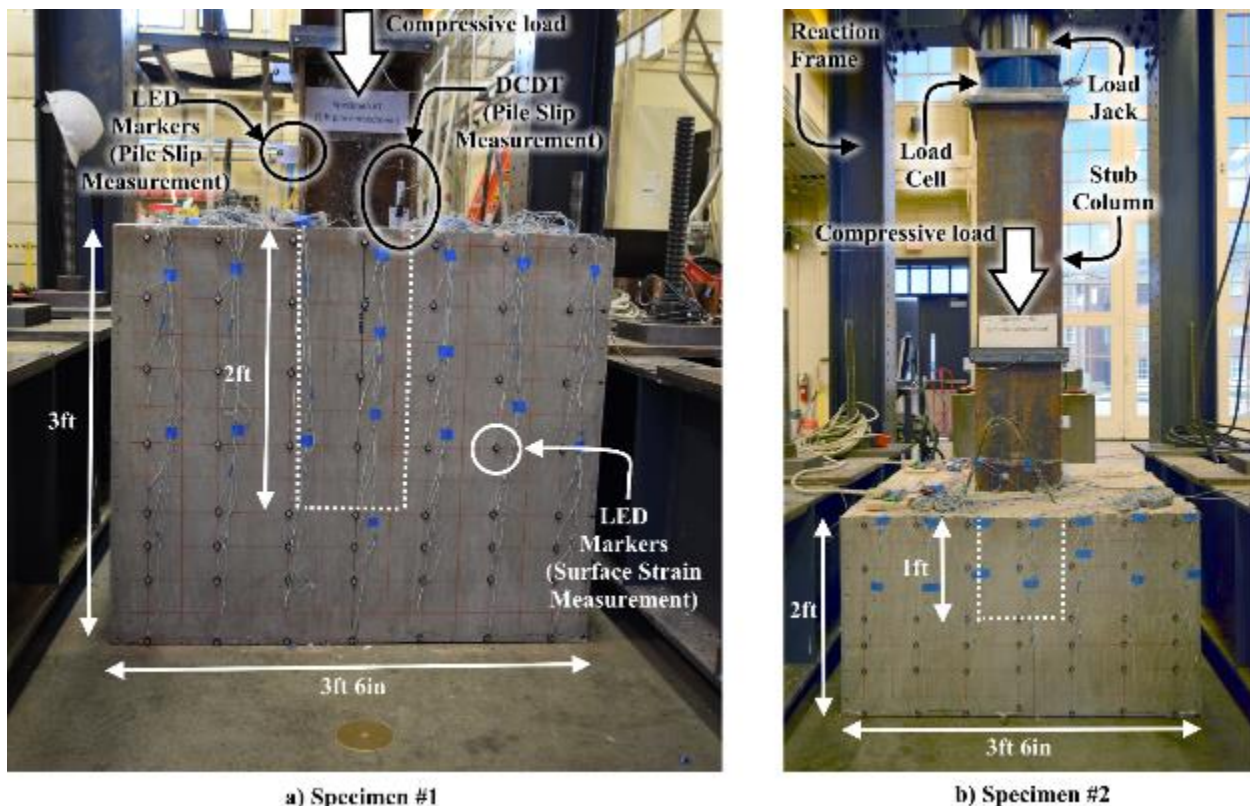 Compressive load
LED
Markers
(Pile Slip
Measurement)
DCDT
(Pile Slip
Measurement)
3ft
2ft
LED
Markers
(Surface Strain
Measurement)
3ft 6in
a) Specimen #1
Reaction
Frame
Load
Jack
Load
Cell
Stub
Column
Compressive load
1ft
2ft
3ft 6in
b) Specimen #2